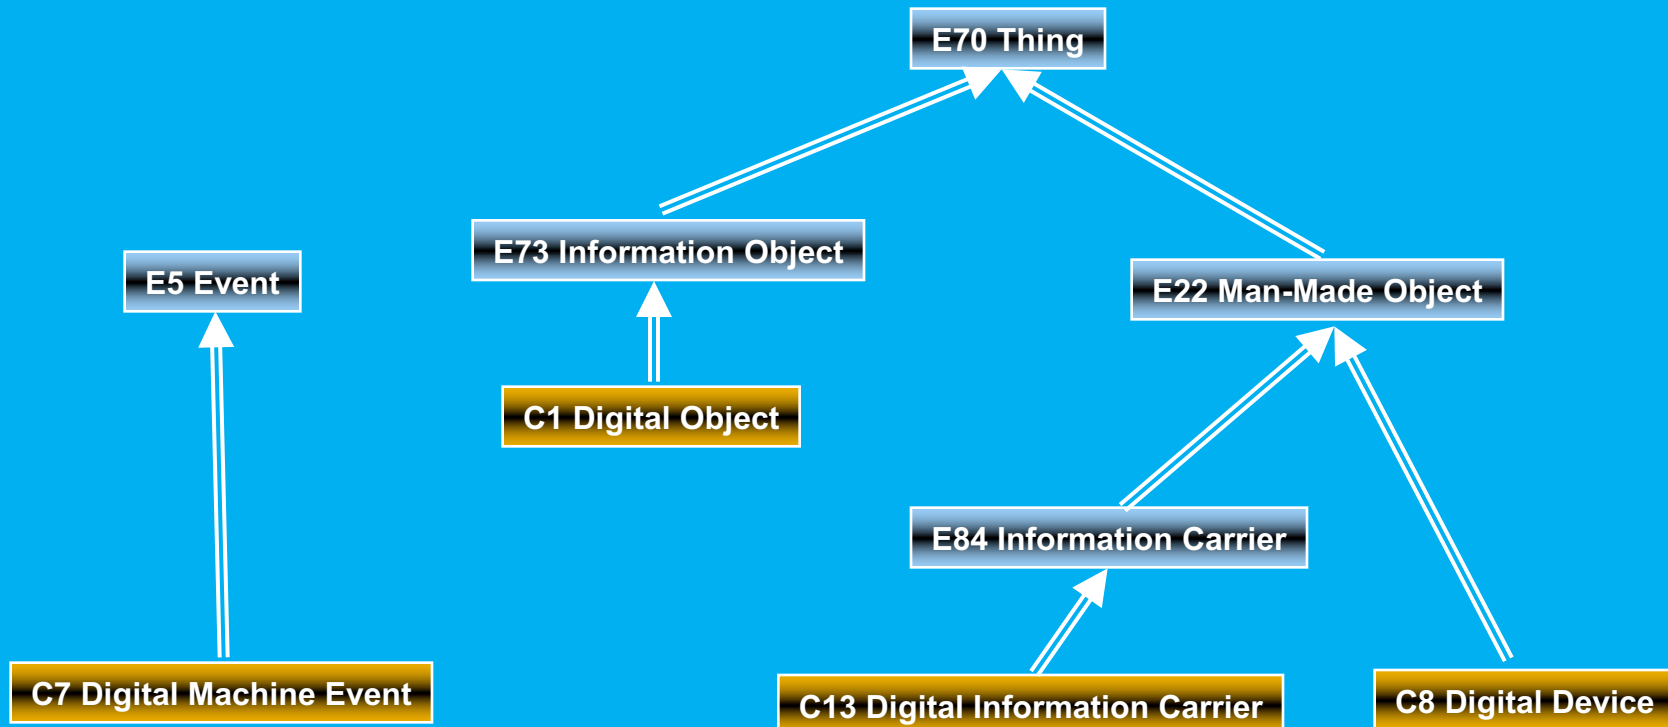 E70 Thing
E73 Information Object
E5 Event
E22 Man-Made Object
C1 Digital Object
E84 Information Carrier
C7 Digital Machine Event
C13 Digital Information Carrier
C8 Digital Device